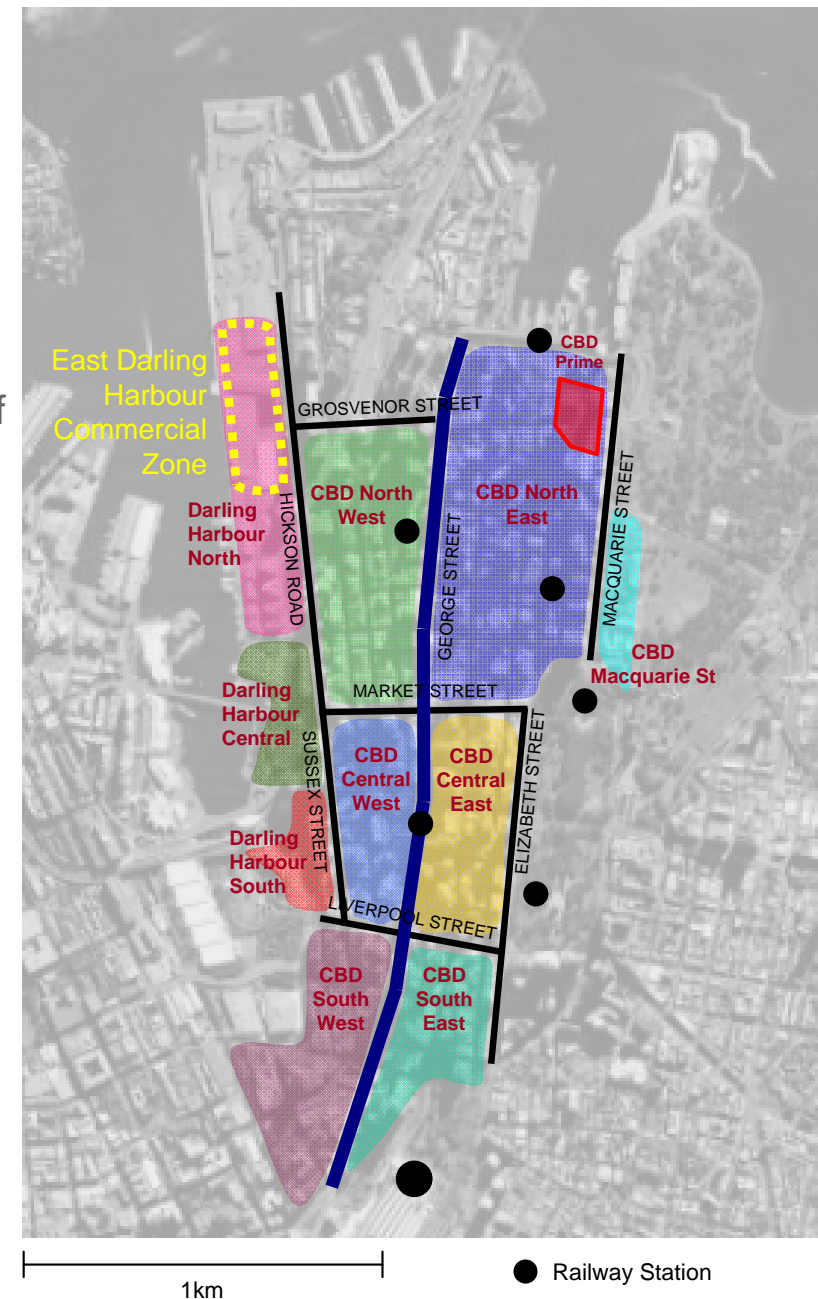 CBD
Prime
East Darling
Harbour
Commercial
Zone
f
GROSVENOR STREET
CBD North
West
CBD North
East
Darling
Harbour
North
HICKSON ROAD
GEORGE STREET
MACQUARIE STREET
CBD
Macquarie St
Darling
Harbour
Central
MARKET STREET
SUSSEX STREET
CBD
Central
West
CBD
Central
East
ELIZABETH STREET
Darling
Harbour
South
LIVERPOOL STREET
CBD
South
West
CBD
South
East
1km
Railway Station